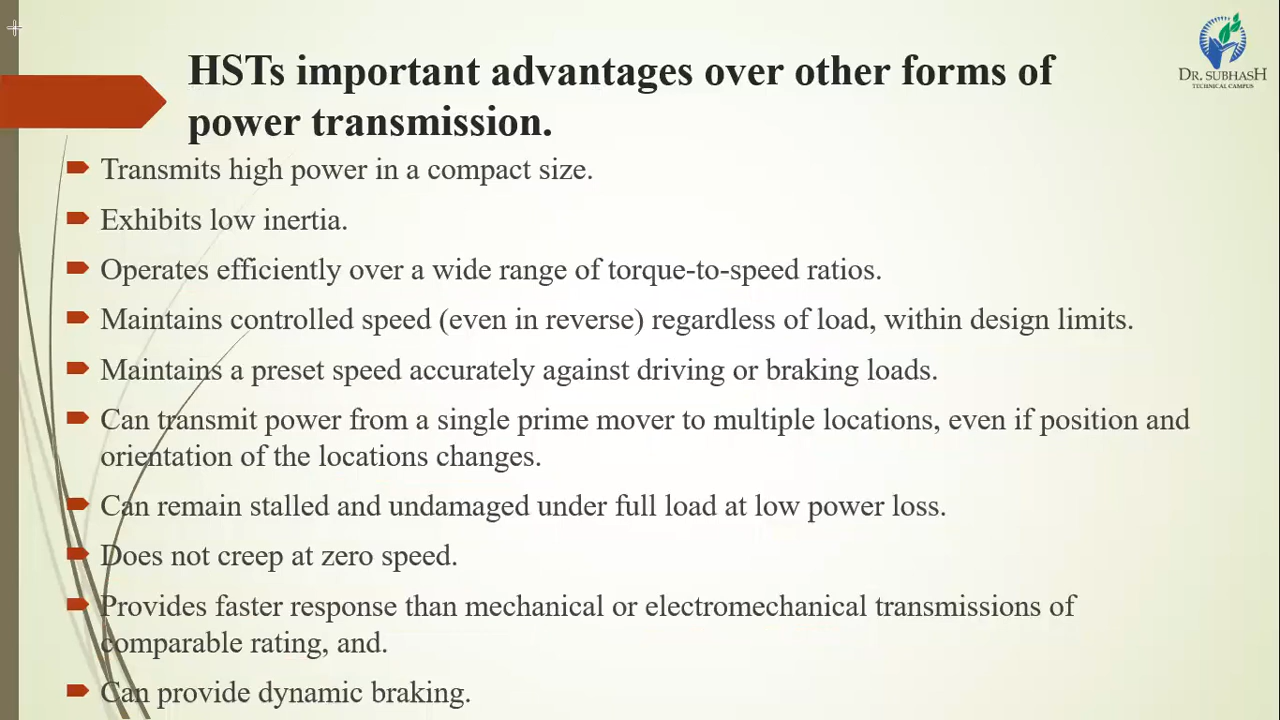 HSTs important advantages over other forms of
power transmission.
DR. SUBHASH
TECHNICAL CAMPUS
Transmits high power in a compact size.
Exhibits low inertia.
Operates efficiently over a wide range of torque-to-speed ratios.
Maintains controlled speed (even in reverse) regardless of load, within design limits.
Maintains a preset speed accurately against driving or braking loads.
Can transmit power from a single prime mover to multiple locations, even if position and
orientation of the locations changes.
Can remain stalled and undamaged under full load at low power loss.
Does not creep at zero speed.
Provides faster response than mechanical or electromechanical transmissions of
comparable rating, and.
Can provide dynamic braking.